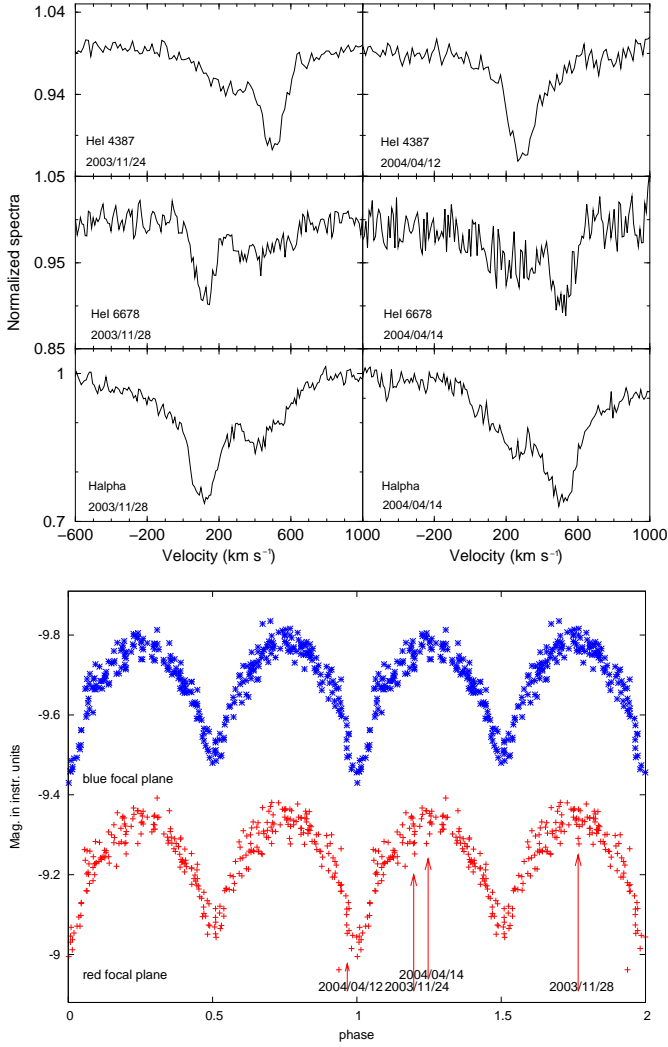 1.04
0.94
HeI 4387
2003/11/24
HeI 4387
2004/04/12
1.05
1
0.95
0.85
Normalized spectra
HeI 6678
2003/11/28
HeI 6678
2004/04/14
1
0.7
Halpha
2003/11/28
Halpha
2004/04/14
−600 −200 200 600 1000 −200 200 600 1000
Velocity (km s⁻¹) Velocity (km s⁻¹)
-9.8
-9.6
-9.4
-9.2
-9
Mag. in instr. units
blue focal plane
red focal plane
2004/04/12
2003/11/24
2004/04/14
2003/11/28
0 0.5 1 1.5 2
phase